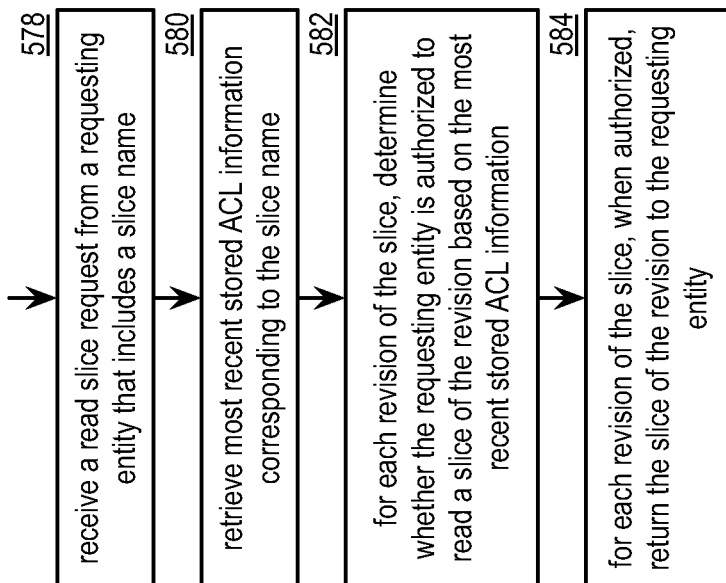 578
receive a read slice request from a requesting
entity that includes a slice name
580
retrieve most recent stored ACL information
corresponding to the slice name
582
for each revision of the slice, determine
whether the requesting entity is authorized to
read a slice of the revision based on the most
recent stored ACL information
584
for each revision of the slice, when authorized,
return the slice of the revision to the requesting
entity